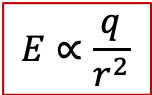 E ∝ q/r²